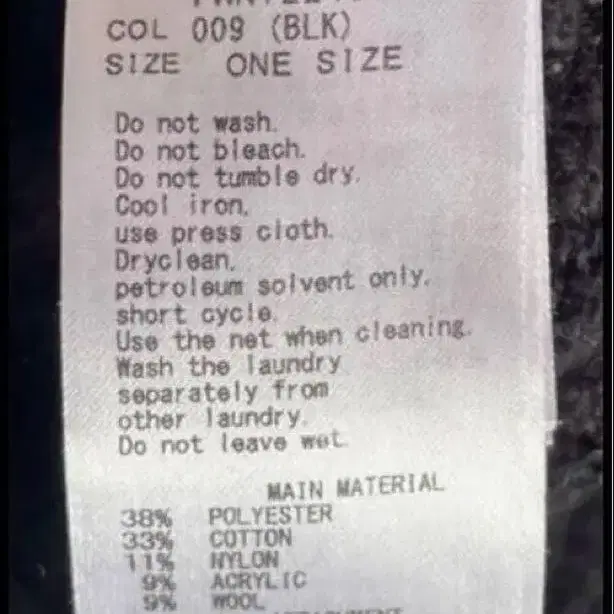 COL 009 (BLK)
SIZE ONE SIZE
Do not wash.
Do not bleach.
Do not tumble dry.
Cool iron,
use press cloth.
Dryclean,
petroleum solvent only,
short cycle.
Use the net when cleaning.
Wash the laundry
separately from
other laundry.
Do not leave wet.
MAIN MATERIAL
38% POLYESTER
33% COTTON
11% NYLON
9% ACRYLIC
9% WOOL